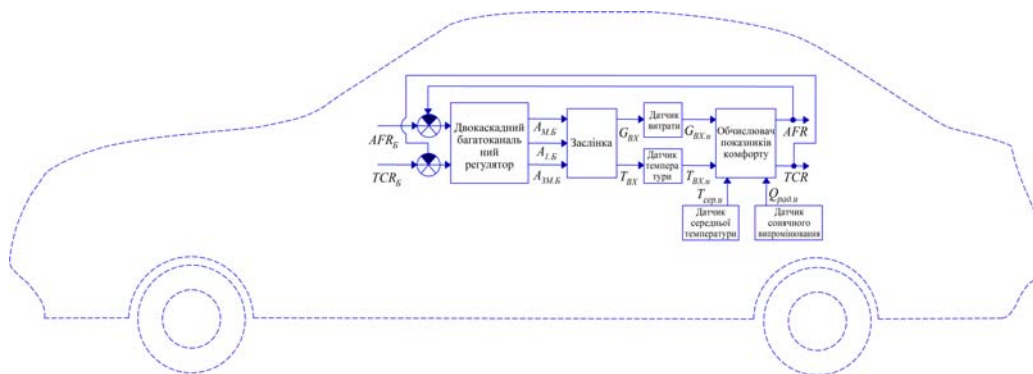 AFR_Б
TCR_Б
Двокаскадний
багатоканаль
ний
регулятор
A_М.Б
A_І.Б
A_ЗМ.Б
Заслінка
G_ВХ
T_ВХ
Датчик
витрати
Датчик
темпера
тури
G_ВХ.и
T_ВХ.и
Обчислювач
показників
комфорту
AFR
TCR
T_сер.и
Q_рад.и
Датчик
середньої
температури
Датчик
сонячного
випромінювання